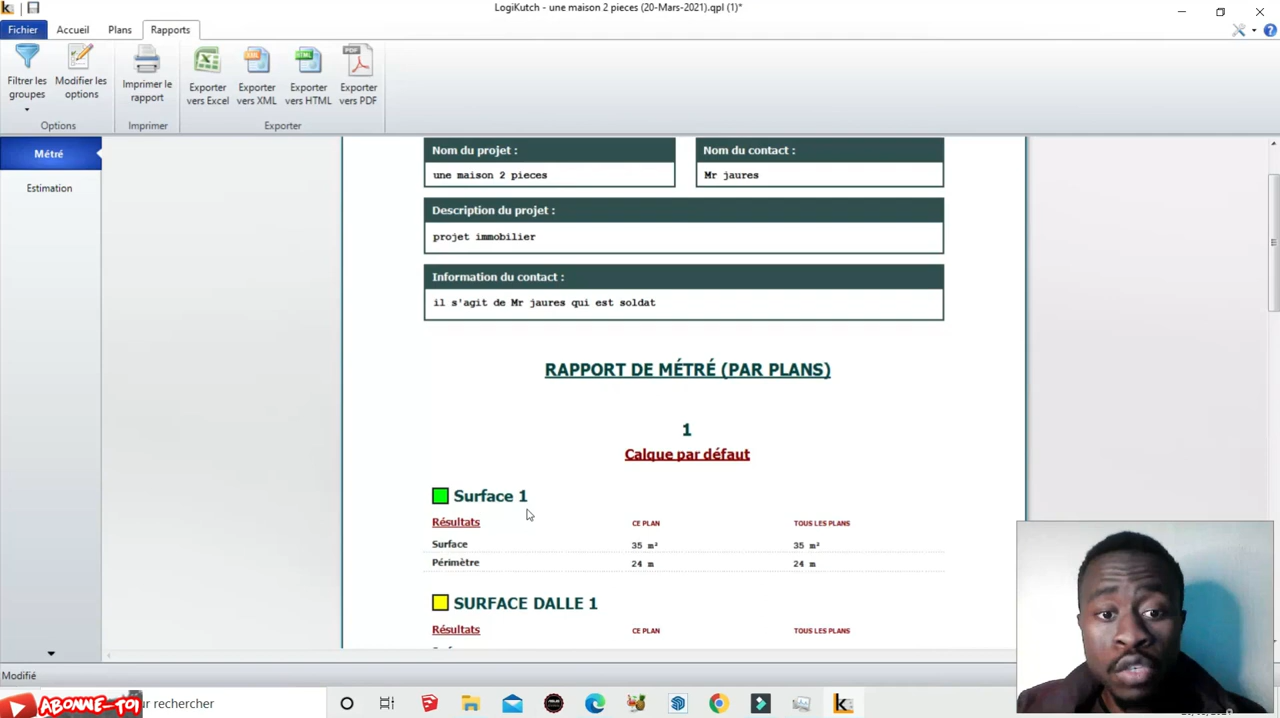 LogiKutch - une maison 2 pieces (20-Mars-2021).qpl (1)*
Fichier
Accueil
Plans
Rapports
Filtrer les groupes
Modifier les options
Imprimer le rapport
Exporter vers Excel
Exporter vers XML
Exporter vers HTML
Exporter vers PDF
Options
Imprimer
Exporter
Métré
Estimation
Nom du projet :
Nom du contact :
une maison 2 pieces
Mr jaures
Description du projet :
projet immobilier
Information du contact :
il s'agit de Mr jaures qui est soldat
RAPPORT DE MÉTRÉ (PAR PLANS)
1
Calque par défaut
Surface 1
Résultats CE PLAN TOUS LES PLANS
Surface 35 m² 35 m²
Périmètre 24 m 24 m
SURFACE DALLE 1
Résultats CE PLAN TOUS LES PLANS
Modifié
ABONNE-TOI
ur rechercher